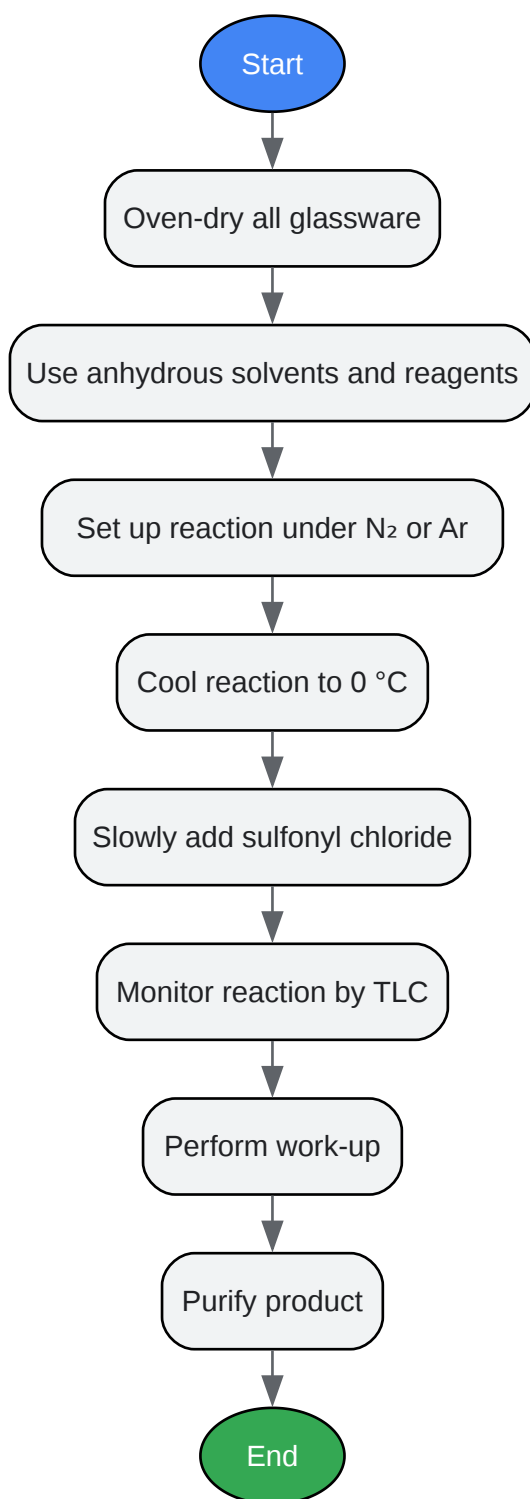 Start
Oven-dry all glassware
Use anhydrous solvents and reagents
Set up reaction under N₂ or Ar
Cool reaction to 0 °C
Slowly add sulfonyl chloride
Monitor reaction by TLC
Perform work-up
Purify product
End